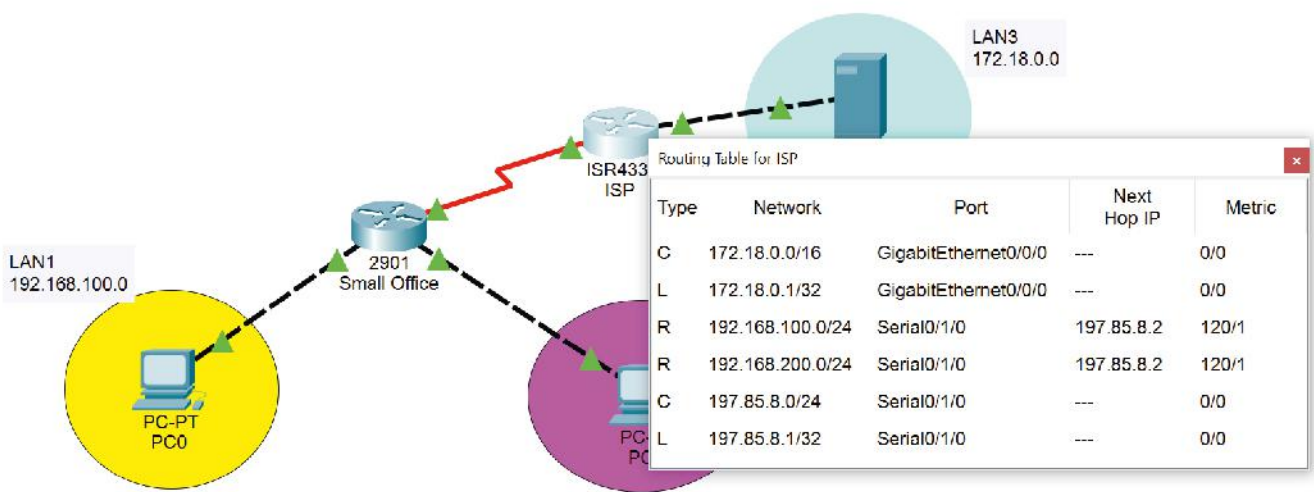 LAN3
172.18.0.0
ISR433
ISP
2901
Small Office
LAN1
192.168.100.0
PC-PT
PC0
Routing Table for ISP
Type Network Port Next Hop IP Metric
C 172.18.0.0/16 GigabitEthernet0/0/0 --- 0/0
L 172.18.0.1/32 GigabitEthernet0/0/0 --- 0/0
R 192.168.100.0/24 Serial0/1/0 197.85.8.2 120/1
R 192.168.200.0/24 Serial0/1/0 197.85.8.2 120/1
C 197.85.8.0/24 Serial0/1/0 --- 0/0
L 197.85.8.1/32 Serial0/1/0 --- 0/0